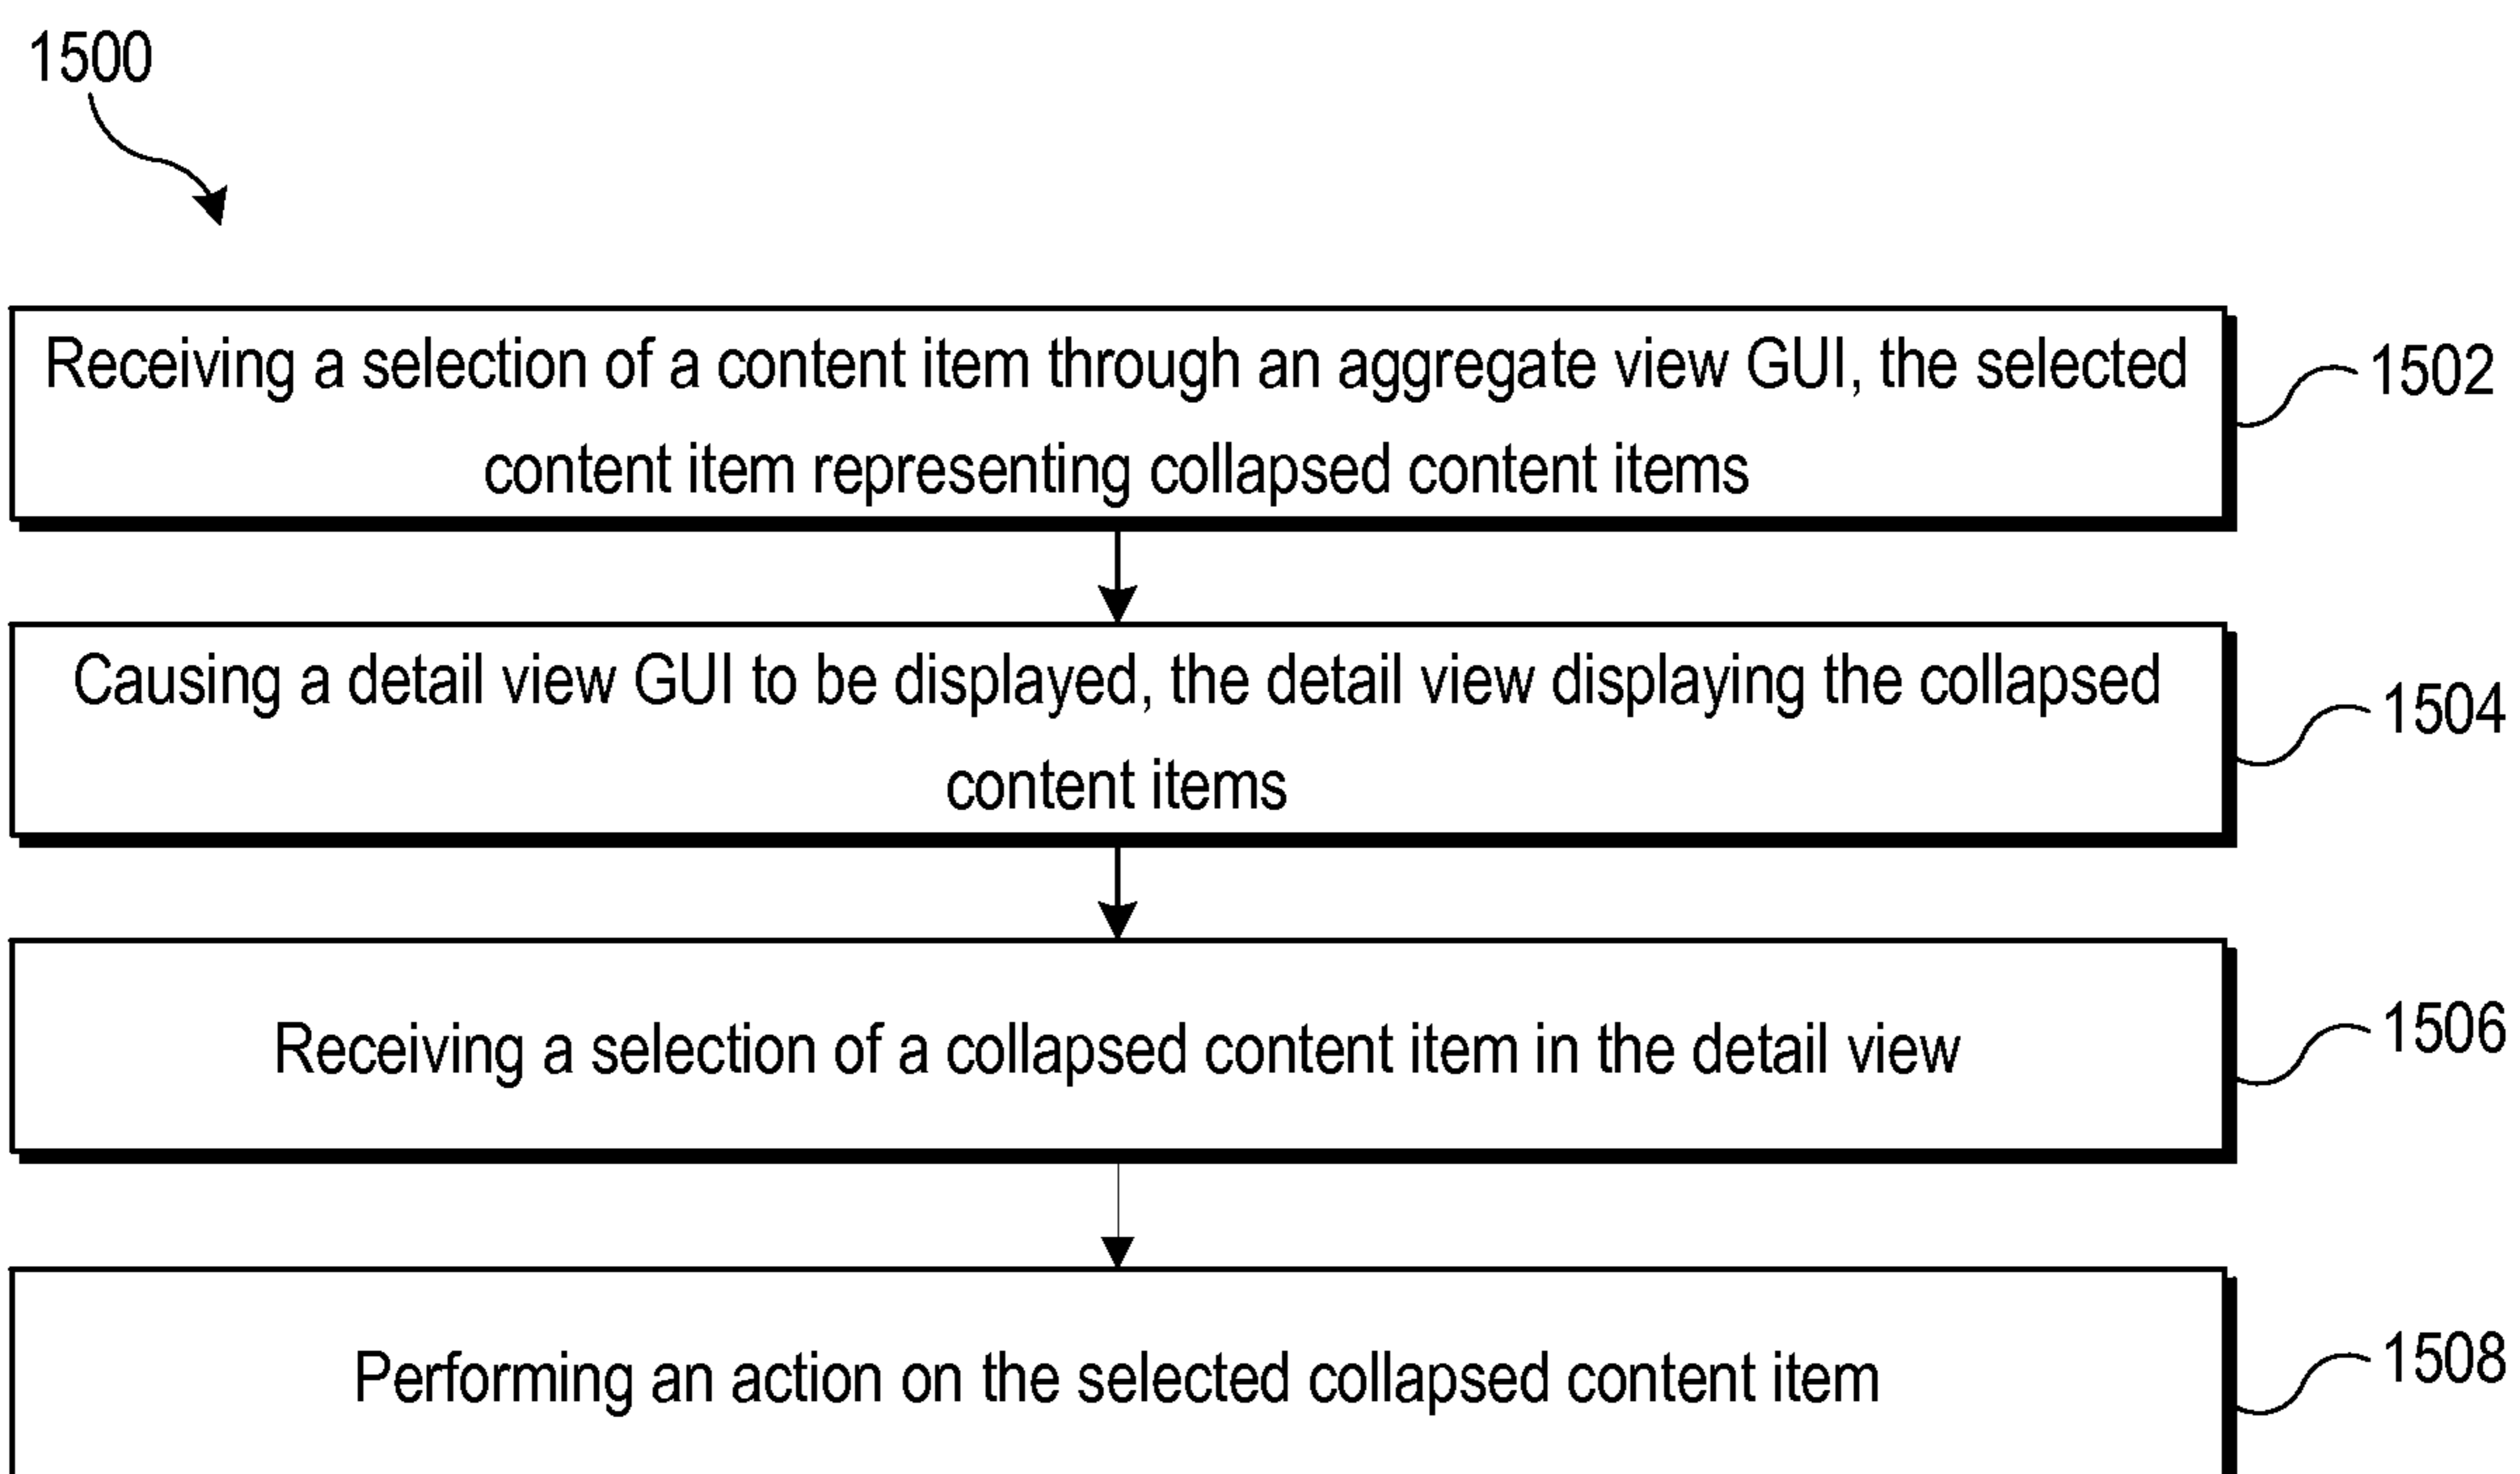 1500
Receiving a selection of a content item through an aggregate view GUI, the selected
content item representing collapsed content items
1502
Causing a detail view GUI to be displayed, the detail view displaying the collapsed
content items
1504
Receiving a selection of a collapsed content item in the detail view
1506
Performing an action on the selected collapsed content item
1508